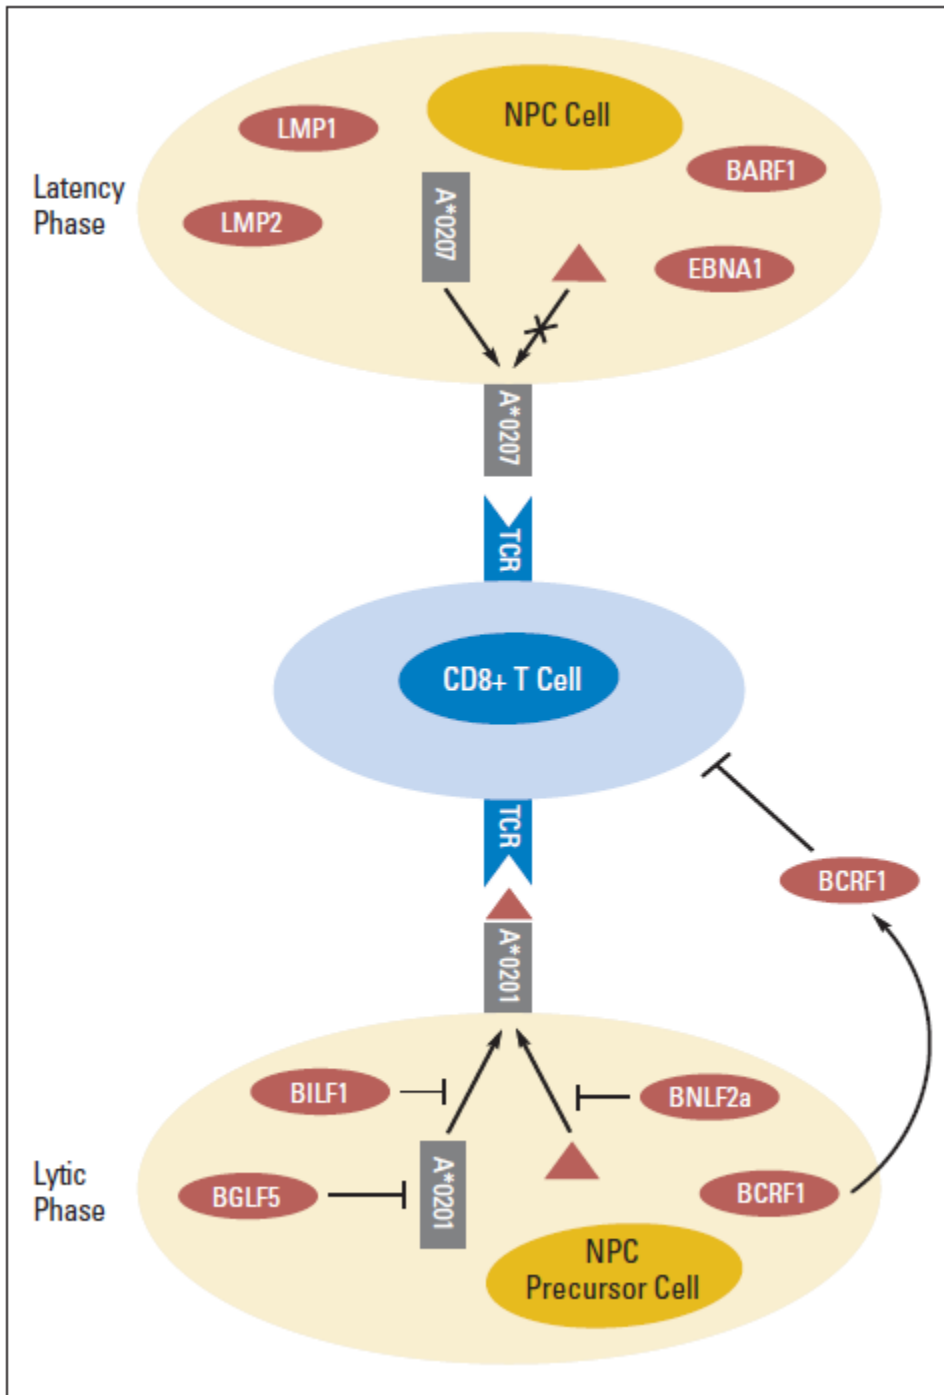 NPC Cell
LMP1
BARF1
Latency
Phase
LMP2
A*0207
EBNA1
A*0207
TCR
CD8+ T Cell
TCR
BCRF1
A*0201
BILF1
BNLF2a
Lytic
Phase
BGLF5
A*0201
BCRF1
NPC
Precursor Cell